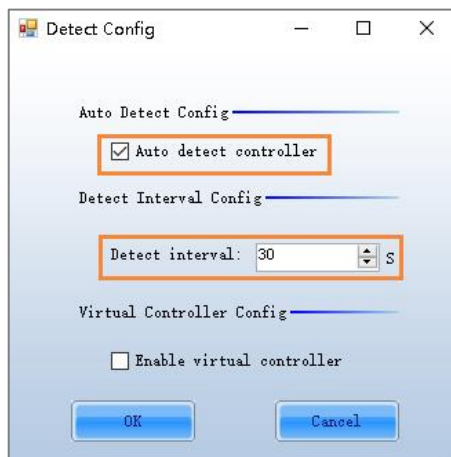 Detect Config
Auto Detect Config
Auto detect controller
Detect Interval Config
Detect interval: 30 S
Virtual Controller Config
Enable virtual controller
OK Cancel